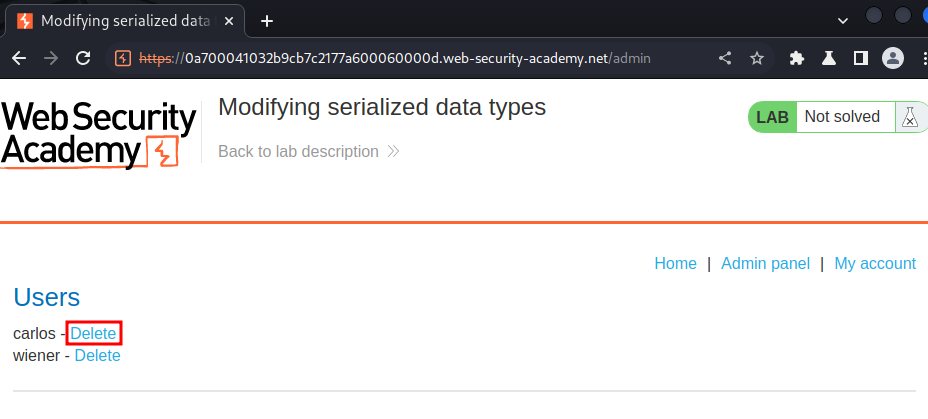 Modifying serialized data t
https://0a700041032b9cb7c2177a600060000d.web-security-academy.net/admin
Web Security
Academy
Modifying serialized data types
Back to lab description
LAB Not solved
Home | Admin panel | My account
Users
carlos - Delete
wiener - Delete